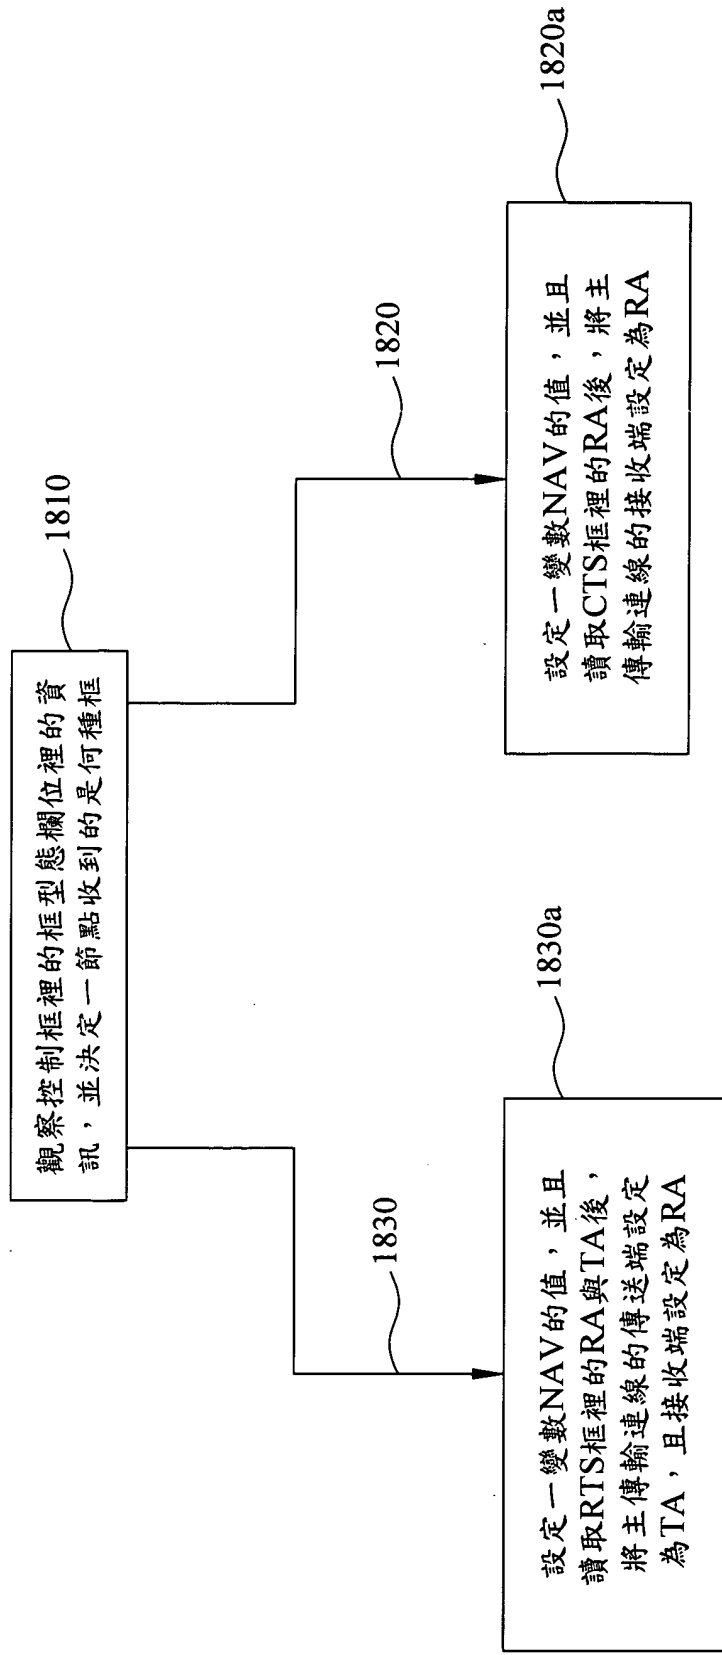 觀察控制框裡的框型態欄位裡的資
訊，並決定一節點收到的是何種框
1810
1830
1820
設定一變數NAV的值，並且
讀取RTS框裡的RA與TA後，
將主傳輸連線的傳送端設定
為TA，且接收端設定為RA
1830a
設定一變數NAV的值，並且
讀取CTS框裡的RA後，將主
傳輸連線的接收端設定為RA
1820a